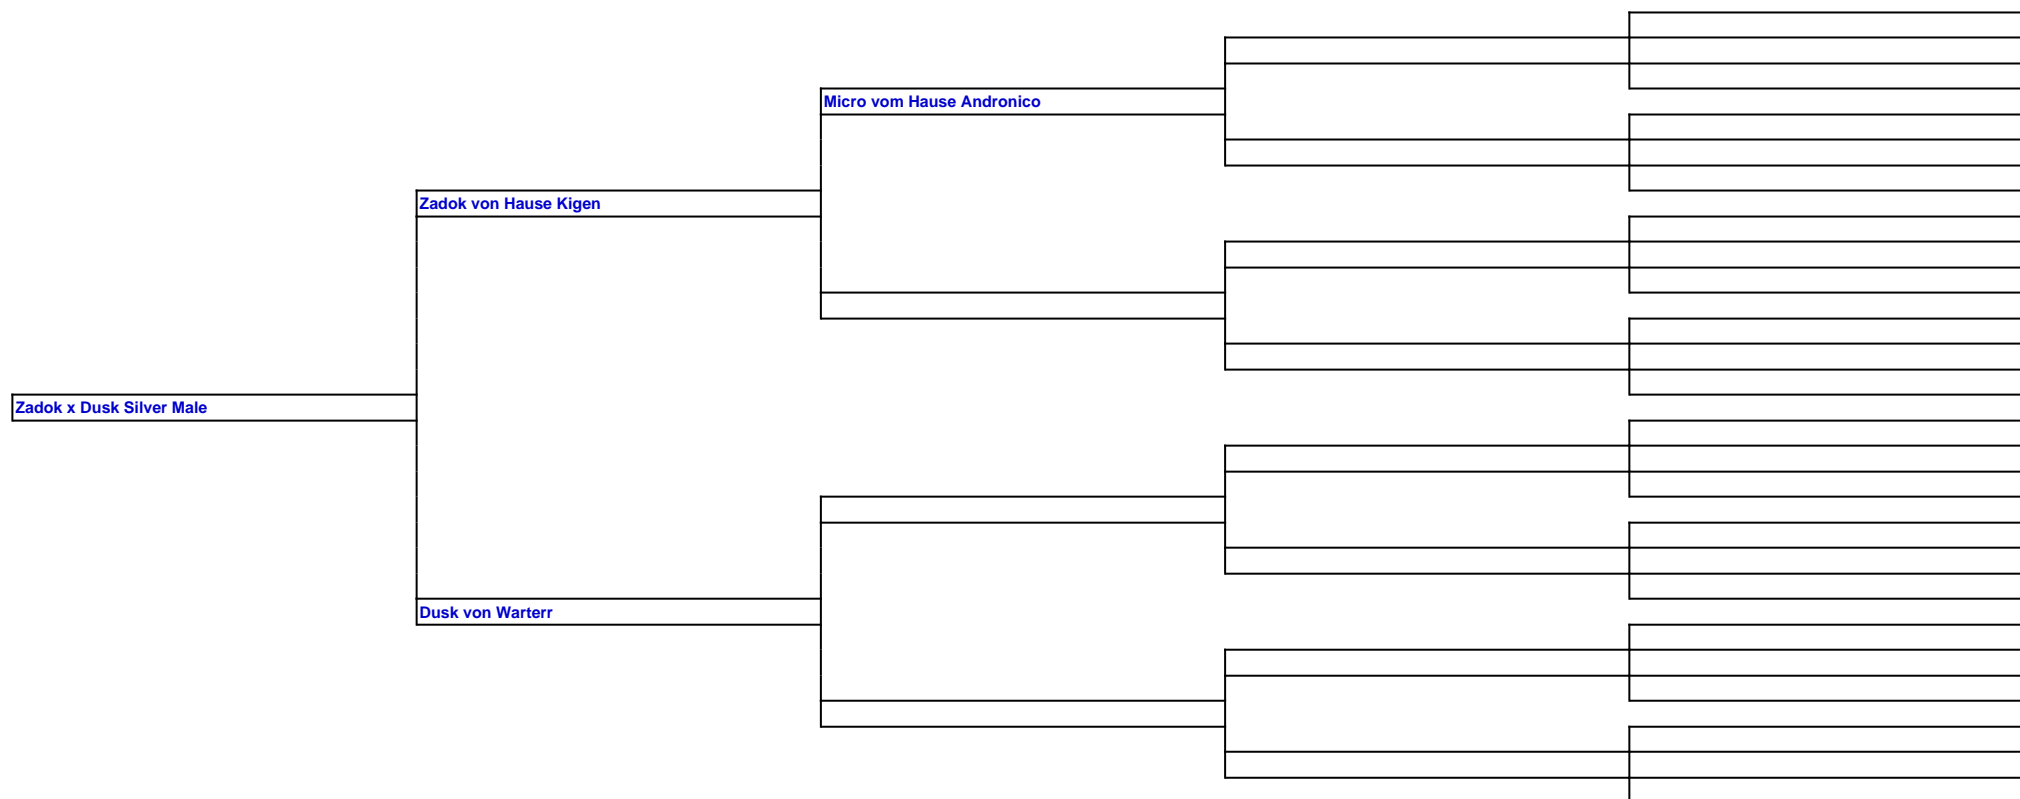 Micro vom Hause Andronico
Zadok von Hause Kigen
Zadok x Dusk Silver Male
Dusk von Warterr